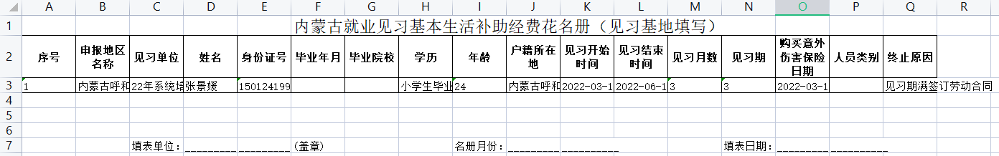 A B C D E F G H I J K L M N O P Q R
1 内蒙古就业见习基本生活补助经费花名册（见习基地填写）
2 序号 申报地区名称 见习单位 姓名 身份证号 毕业年月 毕业院校 学历 年龄 户籍所在地 见习开始时间 见习结束时间 见习月数 见习期 购买意外伤害保险日期 人员类别 终止原因
3 1 内蒙古呼和 22年系统培 张景媛 150124199 小学生毕业 24 内蒙古呼和 2022-03-1 2022-06-1 3 3 2022-03-1 见习期满签订劳动合同
4
5
6
7 填表单位：__________________(盖章) 名册月份：___________________ 填表日期：___________________